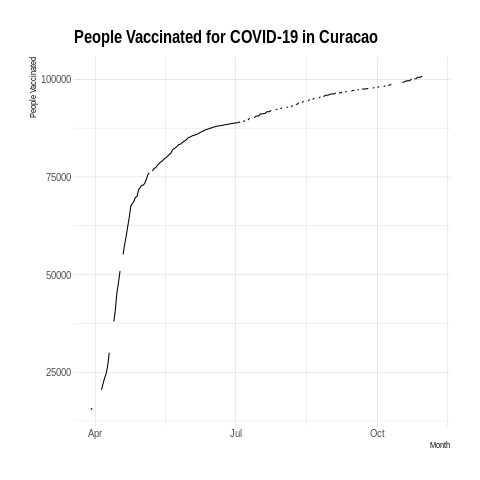 People Vaccinated for COVID-19 in Curacao
People Vaccinated
100000
75000
50000
25000
Apr
Jul
Oct
Month